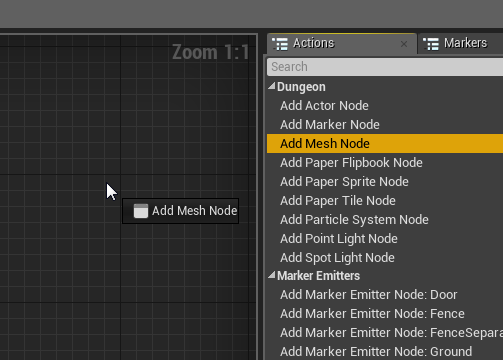 Zoom 1:1
Actions
Markers
Search
Dungeon
Add Actor Node
Add Marker Node
Add Mesh Node
Add Paper Flipbook Node
Add Paper Sprite Node
Add Paper Tile Node
Add Particle System Node
Add Point Light Node
Add Spot Light Node
Marker Emitters
Add Marker Emitter Node: Door
Add Marker Emitter Node: Fence
Add Marker Emitter Node: FenceSepara
Add Marker Emitter Node: Ground
Add Mesh Node